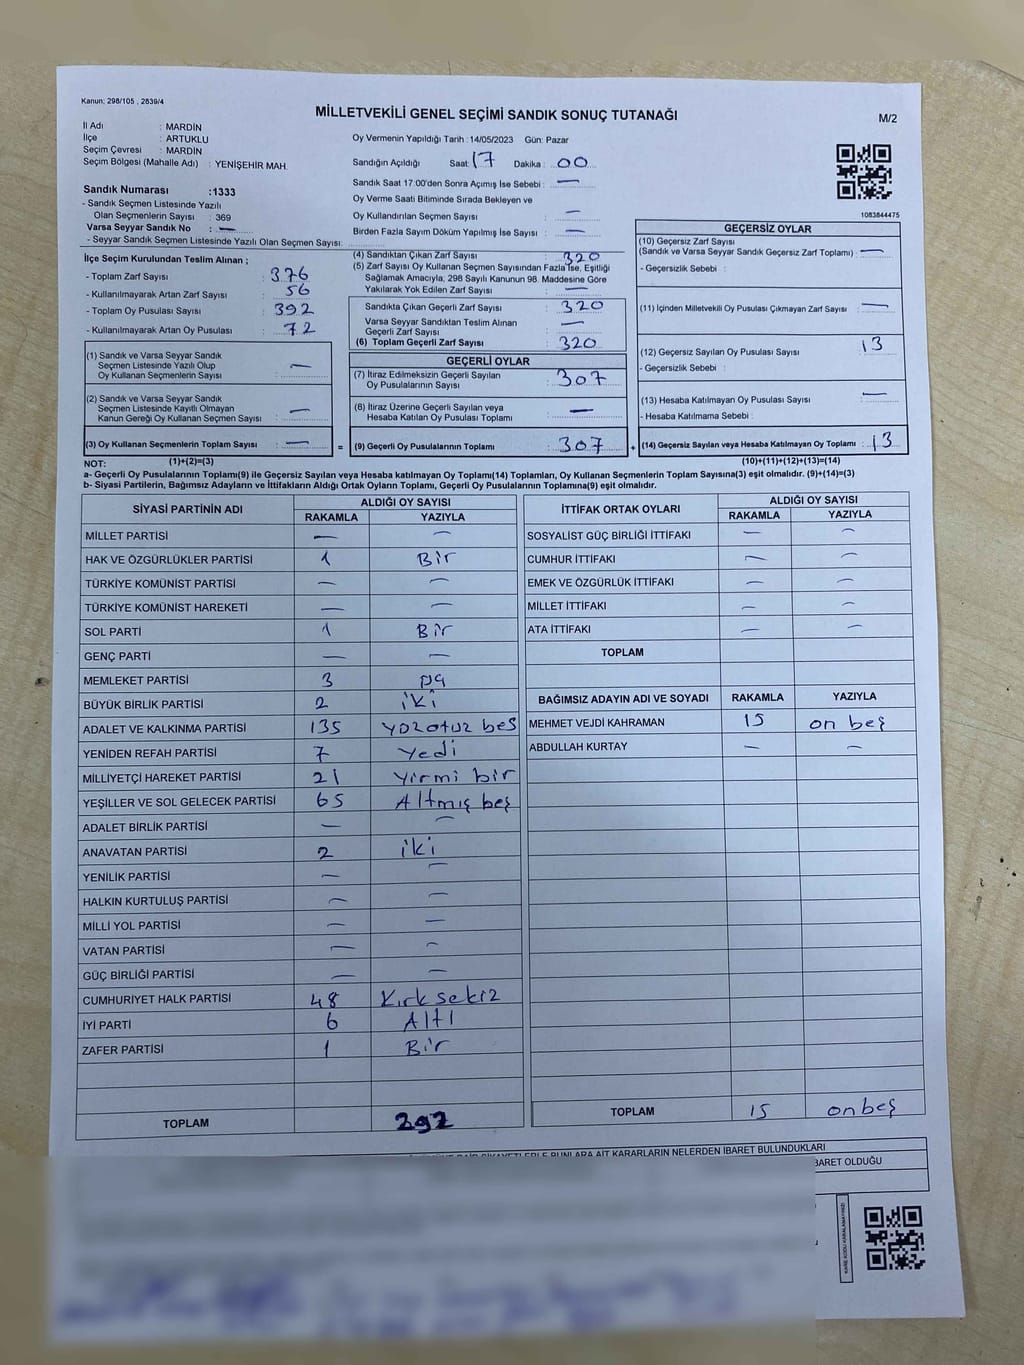 Kanun: 298/105 , 2839/4
MİLLETVEKİLİ GENEL SEÇİMİ SANDIK SONUÇ TUTANAĞI
M/2
İl Adı : MARDİN
İlçe : ARTUKLU
Seçim Çevresi : MARDİN
Seçim Bölgesi (Mahalle Adı) : YENİŞEHİR MAH.
Oy Vermenin Yapıldığı Tarih : 14/05/2023 Gün: Pazar
Sandığın Açıldığı Saat : 17 Dakika : 00
Sandık Saat 17:00'den Sonra Açımış İse Sebebi : —
Oy Verme Saati Bitiminde Sırada Bekleyen ve
Oy Kullandırılan Seçmen Sayısı : —
Birden Fazla Sayım Döküm Yapılmış İse Sayısı : —
1083844475
Sandık Numarası : 1333
- Sandık Seçmen Listesinde Yazılı
Olan Seçmenlerin Sayısı : 369
Varsa Seyyar Sandık No : —
- Seyyar Sandık Seçmen Listesinde Yazılı Olan Seçmen Sayısı:
İlçe Seçim Kurulundan Teslim Alınan ;
- Toplam Zarf Sayısı : 376
- Kullanılmayarak Artan Zarf Sayısı : 56
- Toplam Oy Pusulası Sayısı : 392
- Kullanılmayarak Artan Oy Pusulası : 72
(1) Sandık ve Varsa Seyyar Sandık
Seçmen Listesinde Yazılı Olup
Oy Kullanan Seçmenlerin Sayısı : —
(2) Sandık ve Varsa Seyyar Sandık
Seçmen Listesinde Kayıtlı Olmayan
Kanun Gereği Oy Kullanan Seçmen Sayısı : —
(3) Oy Kullanan Seçmenlerin Toplam Sayısı : —
(4) Sandıktan Çıkan Zarf Sayısı : 320
(5) Zarf Sayısı Oy Kullanan Seçmen Sayısından Fazla İse, Eşitliği
Sağlamak Amacıyla, 298 Sayılı Kanunun 98. Maddesine Göre
Yakılarak Yok Edilen Zarf Sayısı : —
Sandıkta Çıkan Geçerli Zarf Sayısı : 320
Varsa Seyyar Sandıktan Teslim Alınan
Geçerli Zarf Sayısı : —
(6) Toplam Geçerli Zarf Sayısı : 320
GEÇERLİ OYLAR
(7) İtiraz Edilmeksizin Geçerli Sayılan
Oy Pusulalarının Sayısı : 307
(8) İtiraz Üzerine Geçerli Sayılan veya
Hesaba Katılan Oy Pusulası Toplamı : —
= (9) Geçerli Oy Pusulalarının Toplamı : 307
GEÇERSİZ OYLAR
(10) Geçersiz Zarf Sayısı
(Sandık ve Varsa Seyyar Sandık Geçersiz Zarf Toplamı) : —
- Geçersizlik Sebebi :
(11) İçinden Milletvekili Oy Pusulası Çıkmayan Zarf Sayısı : —
(12) Geçersiz Sayılan Oy Pusulası Sayısı : 13
- Geçersizlik Sebebi :
(13) Hesaba Katılmayan Oy Pusulası Sayısı : —
- Hesaba Katılmama Sebebi :
+ (14) Geçersiz Sayılan veya Hesaba Katılmayan Oy Toplamı : 13
NOT: (1)+(2)=(3) (10)+(11)+(12)+(13)=(14)
a- Geçerli Oy Pusulalarının Toplamı(9) ile Geçersiz Sayılan veya Hesaba katılmayan Oy Toplamı(14) Toplamları, Oy Kullanan Seçmenlerin Toplam Sayısına(3) eşit olmalıdır. (9)+(14)=(3)
b- Siyasi Partilerin, Bağımsız Adayların ve İttifakların Aldığı Ortak Oyların Toplamı, Geçerli Oy Pusulalarının Toplamına(9) eşit olmalıdır.
SİYASİ PARTİNİN ADI ALDIĞI OY SAYISI
RAKAMLA YAZIYLA
MİLLET PARTİSİ — —
HAK VE ÖZGÜRLÜKLER PARTİSİ 1 Bir
TÜRKİYE KOMÜNİST PARTİSİ — —
TÜRKİYE KOMÜNİST HAREKETİ — —
SOL PARTİ 1 Bir
GENÇ PARTİ — —
MEMLEKET PARTİSİ 3
BÜYÜK BİRLİK PARTİSİ 2 iki
ADALET VE KALKINMA PARTİSİ 135 yüzotuz beş
YENİDEN REFAH PARTİSİ 7 Yedi
MİLLİYETÇİ HAREKET PARTİSİ 21 yirmi bir
YEŞİLLER VE SOL GELECEK PARTİSİ 65 Altmış beş
ADALET BİRLİK PARTİSİ — —
ANAVATAN PARTİSİ 2 iki
YENİLİK PARTİSİ — —
HALKIN KURTULUŞ PARTİSİ — —
MİLLİ YOL PARTİSİ — —
VATAN PARTİSİ — —
GÜÇ BİRLİĞİ PARTİSİ — —
CUMHURİYET HALK PARTİSİ 48 Kırk sekiz
İYİ PARTİ 6 Altı
ZAFER PARTİSİ 1 Bir
TOPLAM 292
İTTİFAK ORTAK OYLARI ALDIĞI OY SAYISI
RAKAMLA YAZIYLA
SOSYALİST GÜÇ BİRLİĞİ İTTİFAKI — —
CUMHUR İTTİFAKI — —
EMEK VE ÖZGÜRLÜK İTTİFAKI — —
MİLLET İTTİFAKI — —
ATA İTTİFAKI — —
TOPLAM
BAĞIMSIZ ADAYIN ADI VE SOYADI RAKAMLA YAZIYLA
MEHMET VEJDİ KAHRAMAN 15 on beş
ABDULLAH KURTAY — —
TOPLAM 15 on beş
BUNLARA AİT KARARLARIN NELERDEN İBARET BULUNDUKLARI
İBARET OLDUĞU
KARE KODU KARALAMAYINIZ!